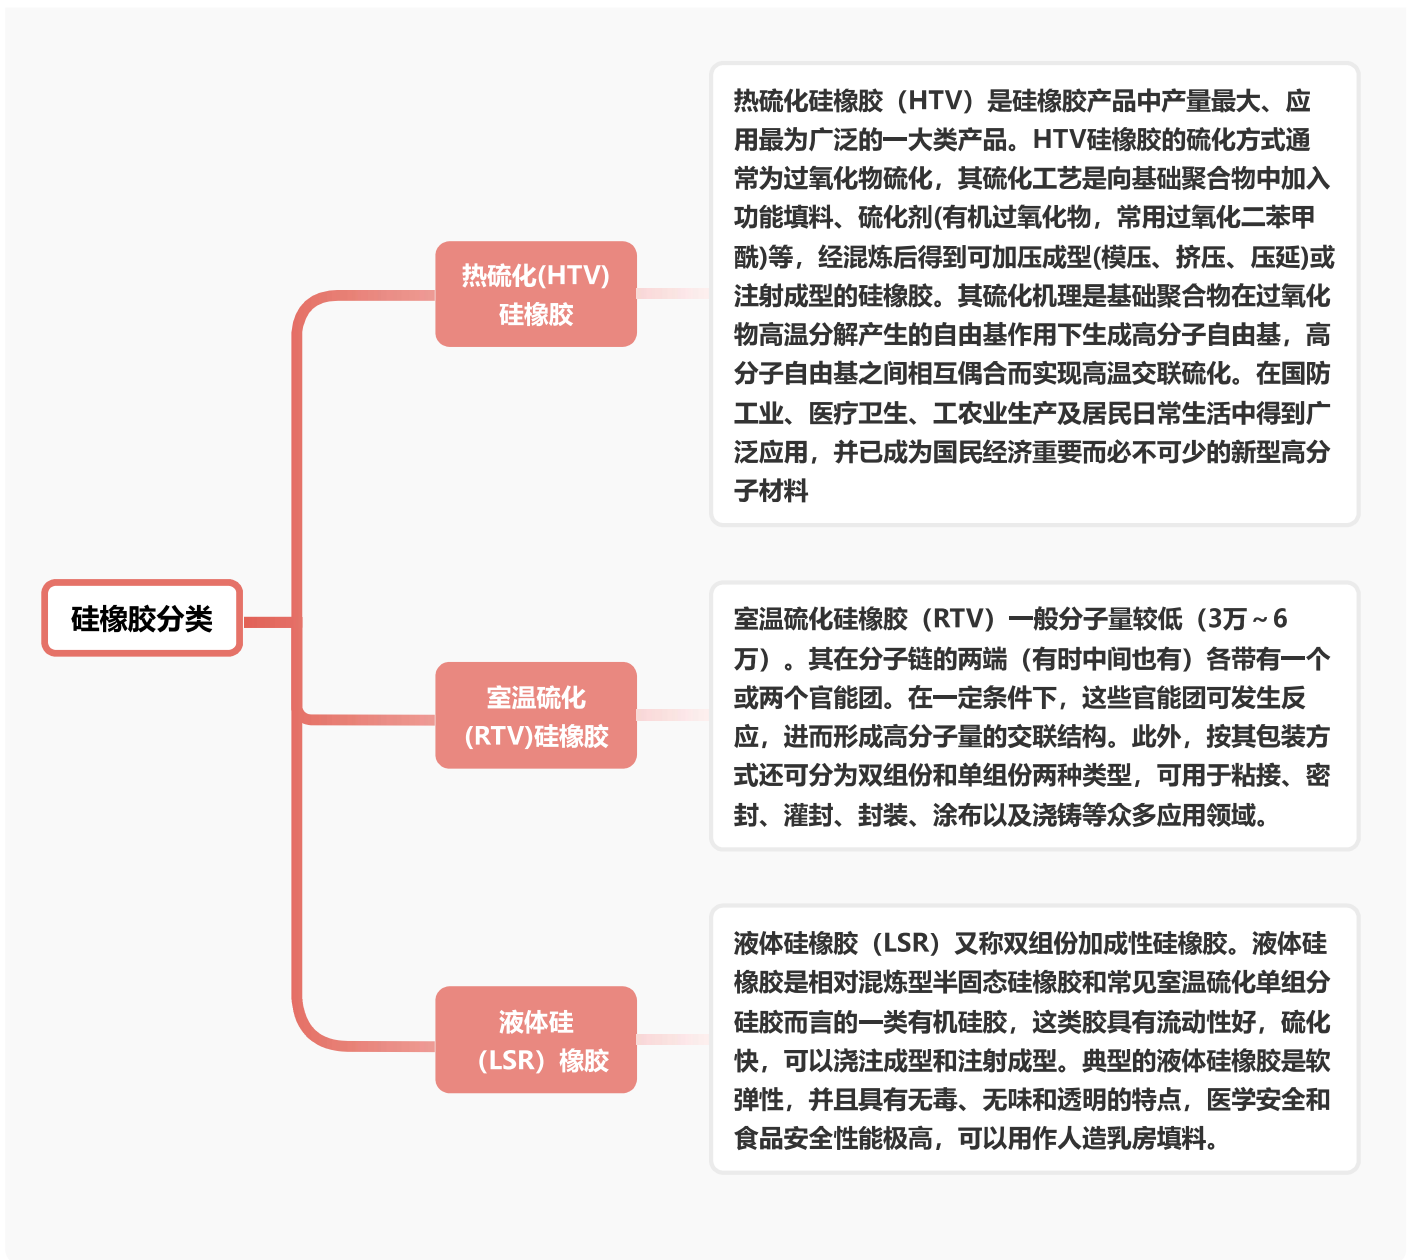 硅橡胶分类
热硫化(HTV)
硅橡胶
热硫化硅橡胶（HTV）是硅橡胶产品中产量最大、应
用最为广泛的一大类产品。HTV硅橡胶的硫化方式通
常为过氧化物硫化，其硫化工艺是向基础聚合物中加入
功能填料、硫化剂(有机过氧化物，常用过氧化二苯甲
酰)等，经混炼后得到可加压成型(模压、挤压、压延)或
注射成型的硅橡胶。其硫化机理是基础聚合物在过氧化
物高温分解产生的自由基作用下生成高分子自由基，高
分子自由基之间相互偶合而实现高温交联硫化。在国防
工业、医疗卫生、工农业生产及居民日常生活中得到广
泛应用，并已成为国民经济重要而必不可少的新型高分
子材料
室温硫化
(RTV)硅橡胶
室温硫化硅橡胶（RTV）一般分子量较低（3万～6
万）。其在分子链的两端（有时中间也有）各带有一个
或两个官能团。在一定条件下，这些官能团可发生反
应，进而形成高分子量的交联结构。此外，按其包装方
式还可分为双组份和单组份两种类型，可用于粘接、密
封、灌封、封装、涂布以及浇铸等众多应用领域。
液体硅
（LSR）橡胶
液体硅橡胶（LSR）又称双组份加成性硅橡胶。液体硅
橡胶是相对混炼型半固态硅橡胶和常见室温硫化单组分
硅胶而言的一类有机硅胶，这类胶具有流动性好，硫化
快，可以浇注成型和注射成型。典型的液体硅橡胶是软
弹性，并且具有无毒、无味和透明的特点，医学安全和
食品安全性能极高，可以用作人造乳房填料。